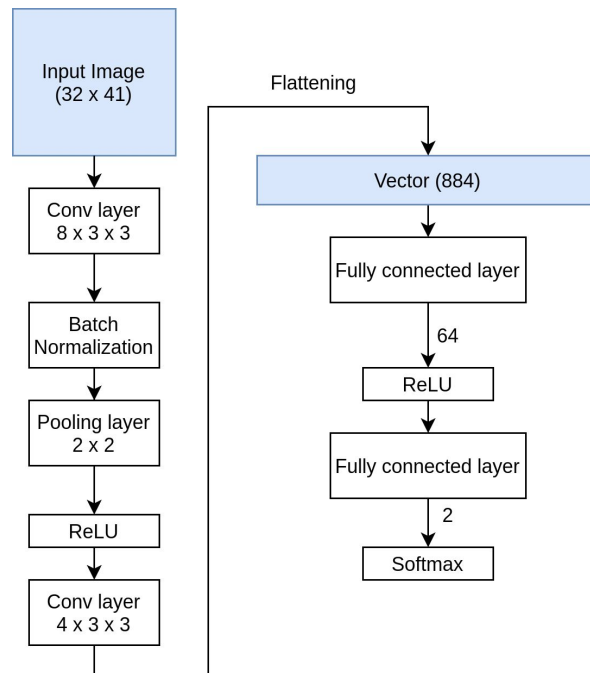 Input Image
(32 x 41)
Conv layer
8 x 3 x 3
Batch
Normalization
Pooling layer
2 x 2
ReLU
Conv layer
4 x 3 x 3
Flattening
Vector (884)
Fully connected layer
64
ReLU
Fully connected layer
2
Softmax